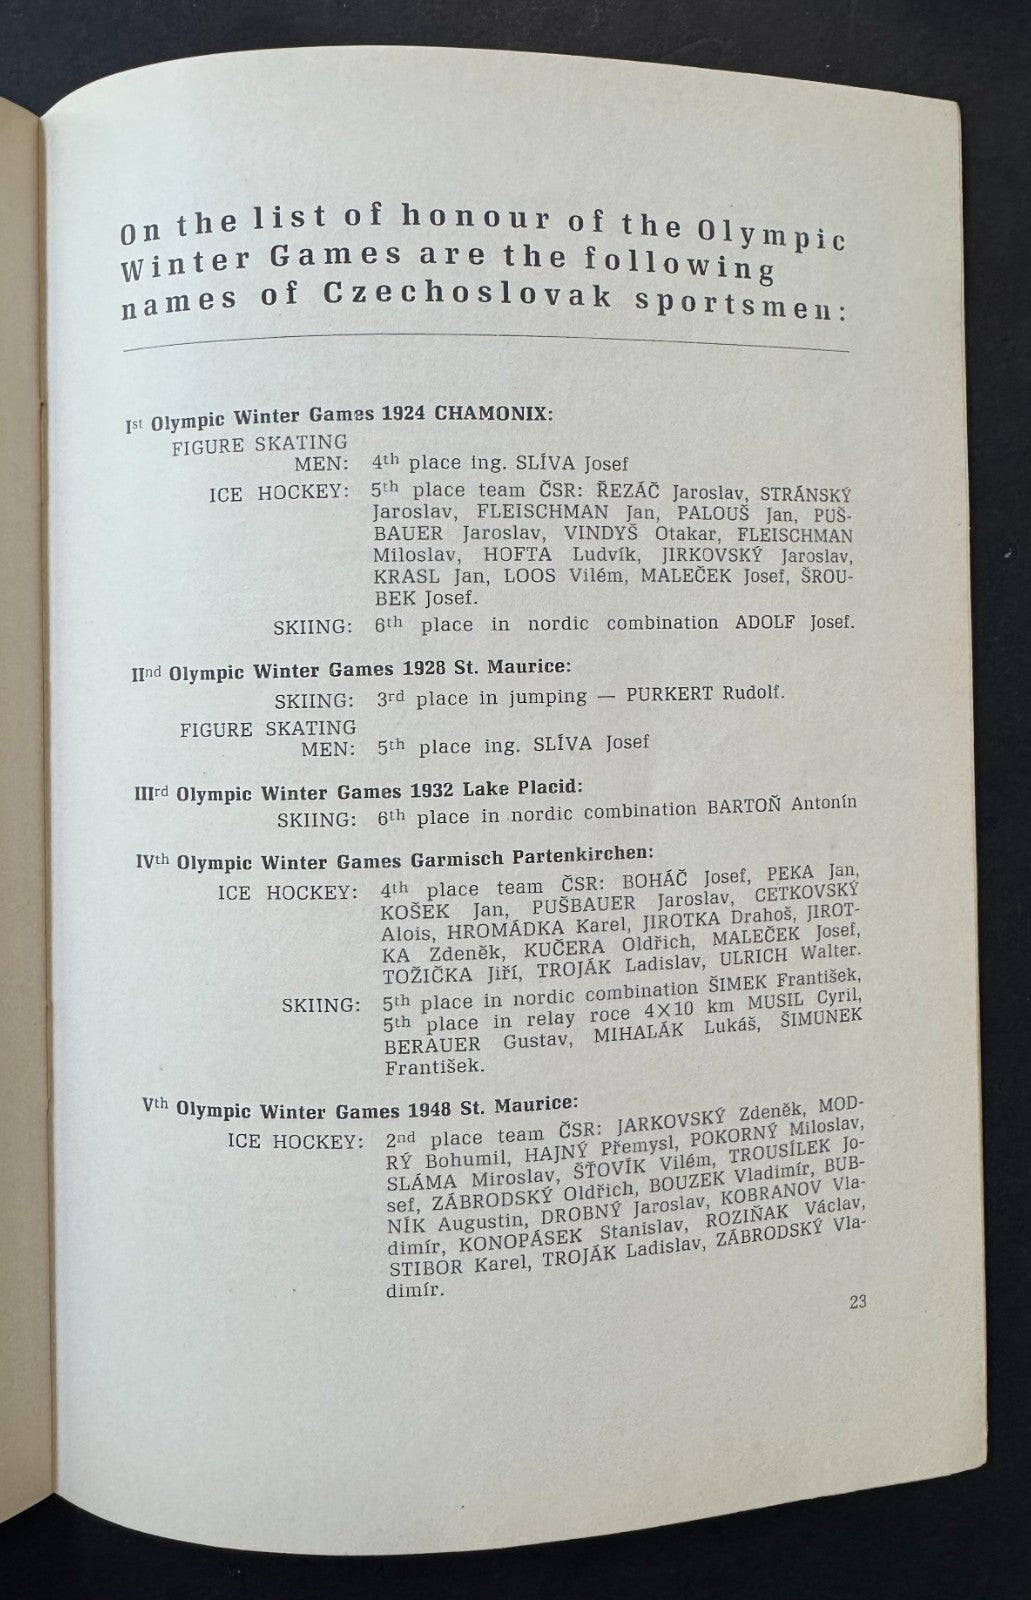 On the list of honour of the Olympic
Winter Games are the following
names of Czechoslovak sportsmen:
Ist Olympic Winter Games 1924 CHAMONIX:
FIGURE SKATING
MEN: 4th place ing. SLÍVA Josef
ICE HOCKEY: 5th place team ČSR: ŘEZÁČ Jaroslav, STRÁNSKÝ
Jaroslav, FLEISCHMAN Jan, PALOUŠ Jan, PUŠ-
BAUER Jaroslav, VINDYŠ Otakar, FLEISCHMAN
Miloslav, HOFTA Ludvík, JIRKOVSKÝ Jaroslav,
KRASL Jan, LOOS Vilém, MALEČEK Josef, ŠROU-
BEK Josef.
SKIING: 6th place in nordic combination ADOLF Josef.
IInd Olympic Winter Games 1928 St. Maurice:
SKIING: 3rd place in jumping — PURKERT Rudolf.
FIGURE SKATING
MEN: 5th place ing. SLÍVA Josef
IIIrd Olympic Winter Games 1932 Lake Placid:
SKIING: 6th place in nordic combination BARTOŇ Antonín
IVth Olympic Winter Games Garmisch Partenkirchen:
ICE HOCKEY: 4th place team ČSR: BOHÁČ Josef, PEKA Jan,
KOŠEK Jan, PUŠBAUER Jaroslav, CETKOVSKÝ
Alois, HROMÁDKA Karel, JIROTKA Drahoš, JIROT-
KA Zdeněk, KUČERA Oldřich, MALEČEK Josef,
TOŽIČKA Jiří, TROJÁK Ladislav, ULRICH Walter.
SKIING: 5th place in nordic combination ŠIMEK František,
5th place in relay roce 4X10 km MUSIL Cyril,
BERAUER Gustav, MIHALÁK Lukáš, ŠIMUNEK
František.
Vth Olympic Winter Games 1948 St. Maurice:
ICE HOCKEY: 2nd place team ČSR: JARKOVSKÝ Zdeněk, MOD-
RÝ Bohumil, HAJNÝ Přemysl, POKORNÝ Miloslav,
SLÁMA Miroslav, ŠŤOVÍK Vilém, TROUSÍLEK Jo-
sef, ZÁBRODSKÝ Oldřich, BOUZEK Vladimír, BUB-
NÍK Augustin, DROBNÝ Jaroslav, KOBRANOV Vla-
dimír, KONOPÁSEK Stanislav, ROZIŇAK Václav,
STIBOR Karel, TROJÁK Ladislav, ZÁBRODSKÝ Vla-
dimír.
23